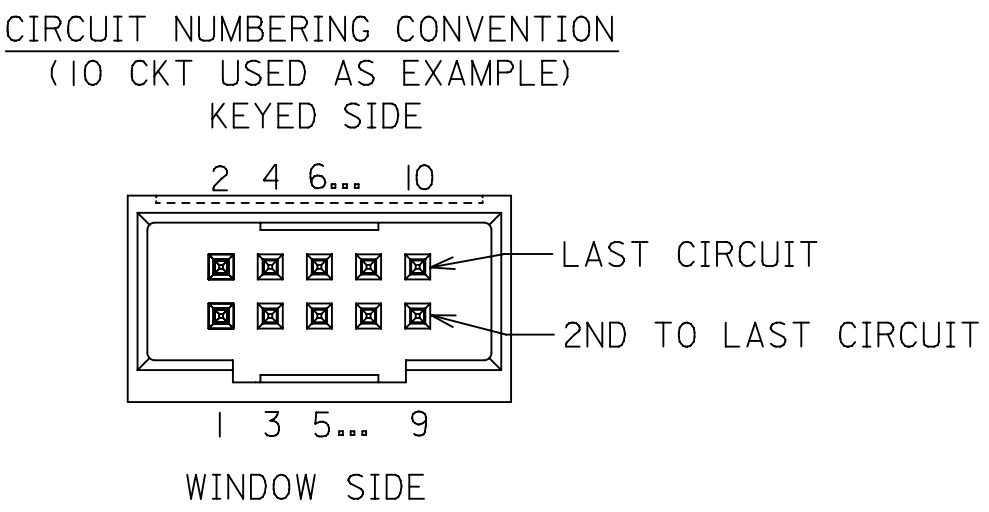 CIRCUIT NUMBERING CONVENTION
(10 CKT USED AS EXAMPLE)
KEYED SIDE
2 4 6... 10
LAST CIRCUIT
2ND TO LAST CIRCUIT
1 3 5... 9
WINDOW SIDE